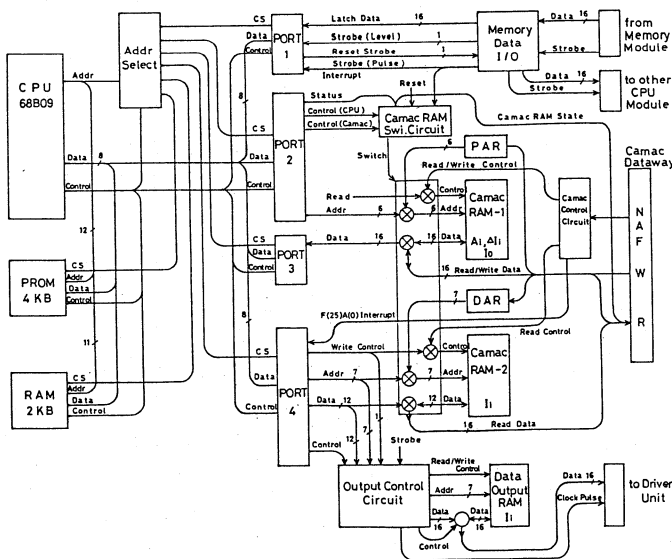 CPU
68B09
Addr
Data 8
Control
Addr
Select
CS
Data
Control
PORT
1
Latch Data 16
Strobe (Level) 1
Reset Strobe 1
Strobe (Pulse)
Interrupt
Memory
Data
I/O
Data 16
Strobe
from
Memory
Module
Data 16
Strobe
to other
CPU
Module
8
CS
Data
Control
PORT
2
Status
Control(CPU)
Control(Camac)
Reset
Camac RAM
Swi.Circuit
Camac RAM State
Switch
6
PAR
Read/Write Control
Camac
Dataway
N
A
F
W
R
Camac
Control
Circuit
Read
Control
Addr 6
6 Addr
Camac
RAM-1
A1,Δ1
I0
PORT
3
Data 16
16 Data
16 Read/Write Data
12
PROM
4 KB
CS
Addr
Data
Control
DAR
7
F(25)A(0) Interrupt
Read Control
8
11
CS
PORT
4
Write Control
Control
Addr 7
7 Addr
Camac
RAM-2
I1
Data
Data 12
12 Data
Control
16 Read Data
RAM
2 KB
CS
Addr
Data
Control
Control
12
7
1
Strobe
Output Control
Circuit
Read/Write
Control
Addr 7
Data
16
Data
16
Data
Output
RAM
I1
Control 16
Data 16
Clock Pulse
to Driver
Unit